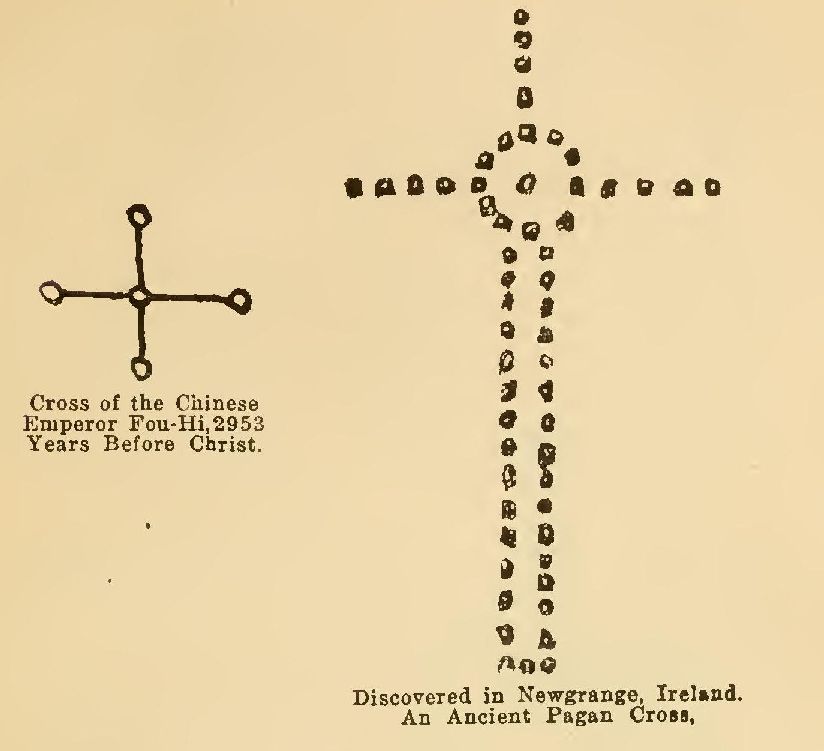 Cross of the Chinese
Emperor Fou-Hi, 2953
Years Before Christ.
Discovered in Newgrange, Ireland.
An Ancient Pagan Cross,